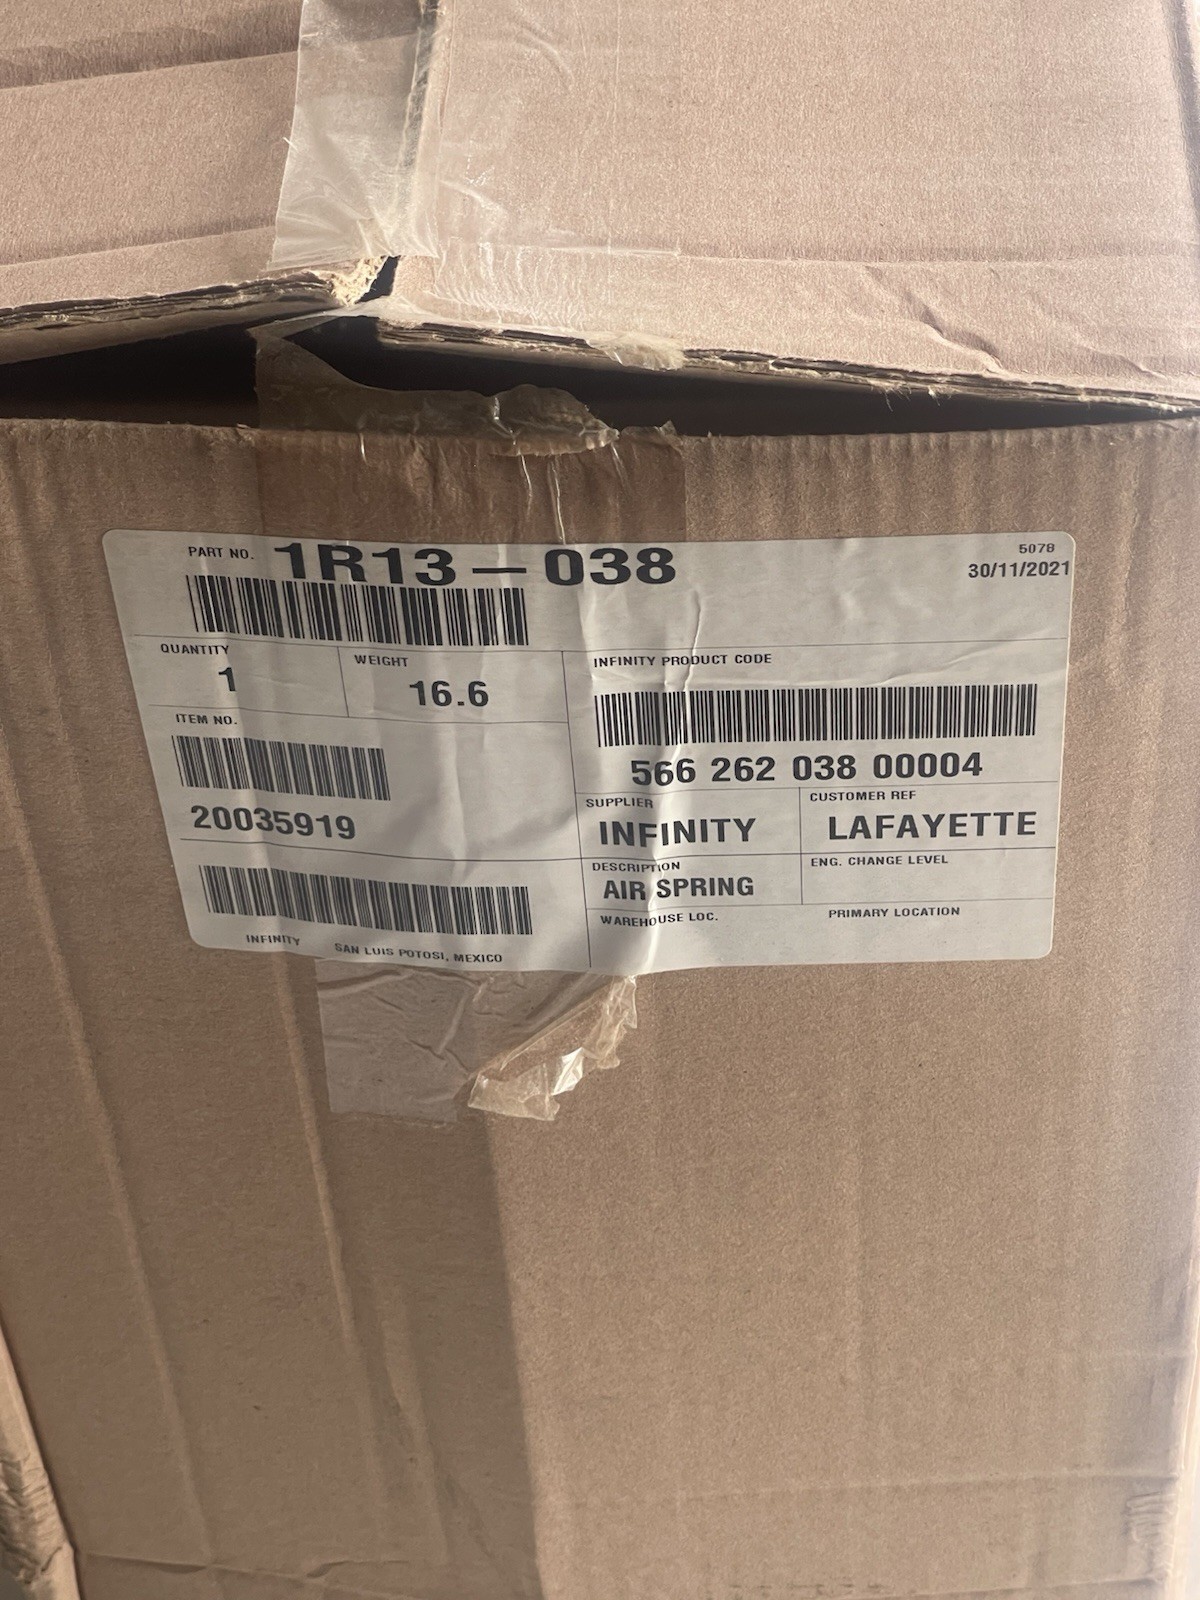 PART NO. 1R13-038
5078
30/11/2021
QUANTITY
1
WEIGHT
16.6
INFINITY PRODUCT CODE
566 262 038 00004
ITEM NO.
20035919
SUPPLIER
INFINITY
CUSTOMER REF
LAFAYETTE
DESCRIPTION
AIR SPRING
ENG. CHANGE LEVEL
WAREHOUSE LOC.
PRIMARY LOCATION
INFINITY SAN LUIS POTOSI, MEXICO